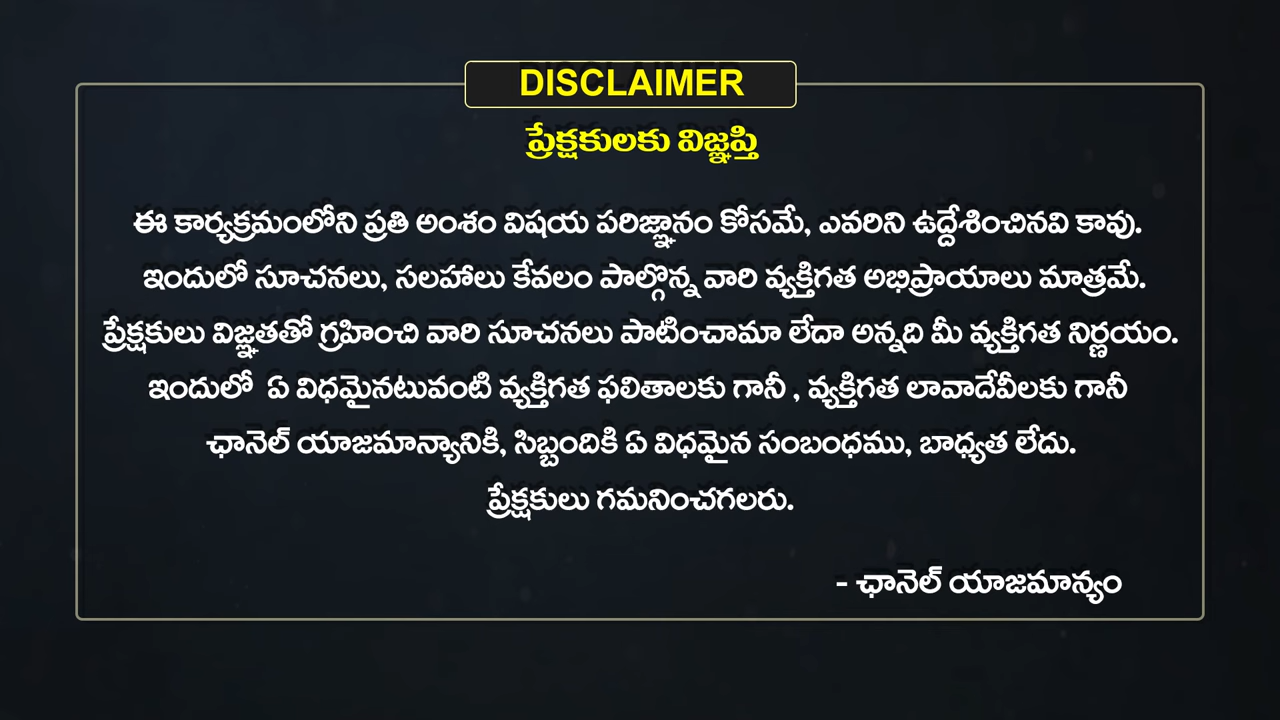 DISCLAIMER
ప్రేక్షకులకు విజ్ఞప్తి
ఈ కార్యక్రమంలోని ప్రతి అంశం విషయ పరిజ్ఞానం కోసమే, ఎవరిని ఉద్దేశించినవి కావు.
ఇందులో సూచనలు, సలహాలు కేవలం పాల్గొన్న వారి వ్యక్తిగత అభిప్రాయాలు మాత్రమే.
ప్రేక్షకులు విజ్ఞతతో గ్రహించి వారి సూచనలు పాటించామా లేదా అన్నది మీ వ్యక్తిగత నిర్ణయం.
ఇందులో ఏ విధమైనటువంటి వ్యక్తిగత ఫలితాలకు గానీ , వ్యక్తిగత లావాదేవీలకు గానీ
ఛానెల్ యాజమాన్యానికి, సిబ్బందికి ఏ విధమైన సంబంధము, బాధ్యత లేదు.
ప్రేక్షకులు గమనించగలరు.
- ఛానెల్ యాజమాన్యం